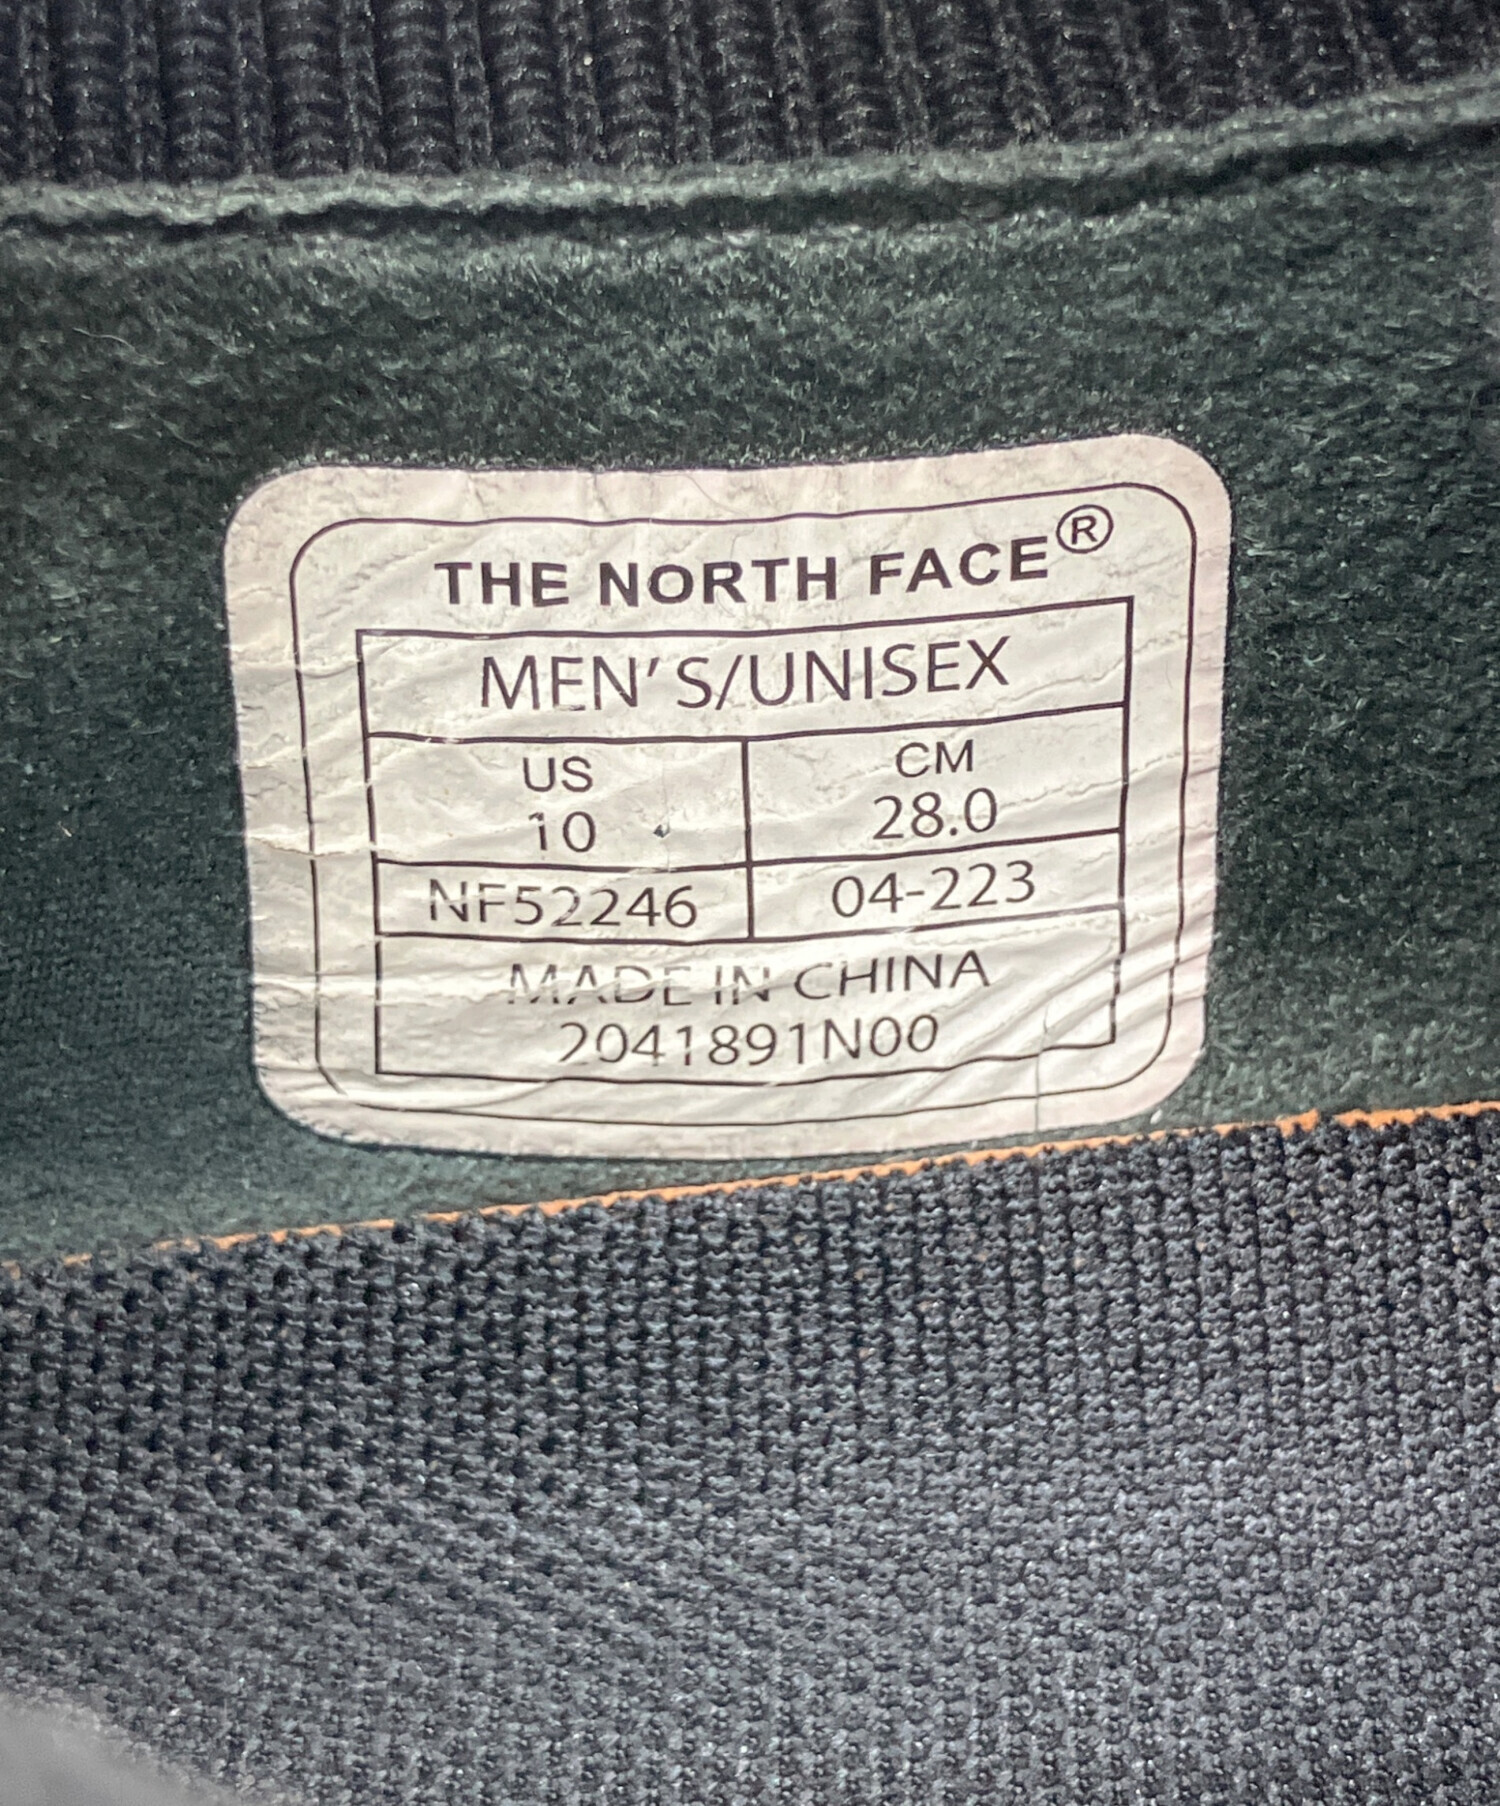 THE NORTH FACE®
MEN'S/UNISEX
US CM
10 28.0
NF52246 04-223
MADE IN CHINA
2041891N00